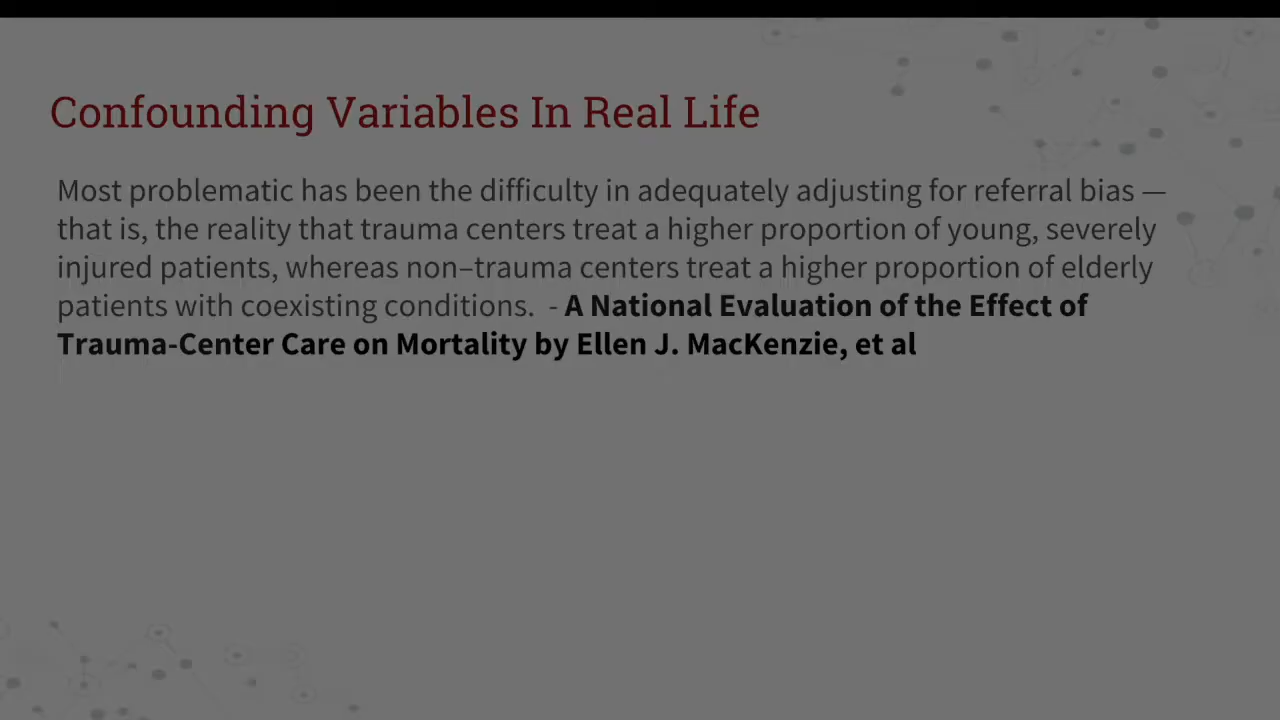 Confounding Variables In Real Life
Most problematic has been the difficulty in adequately adjusting for referral bias —
that is, the reality that trauma centers treat a higher proportion of young, severely
injured patients, whereas non–trauma centers treat a higher proportion of elderly
patients with coexisting conditions. - A National Evaluation of the Effect of
Trauma-Center Care on Mortality by Ellen J. MacKenzie, et al